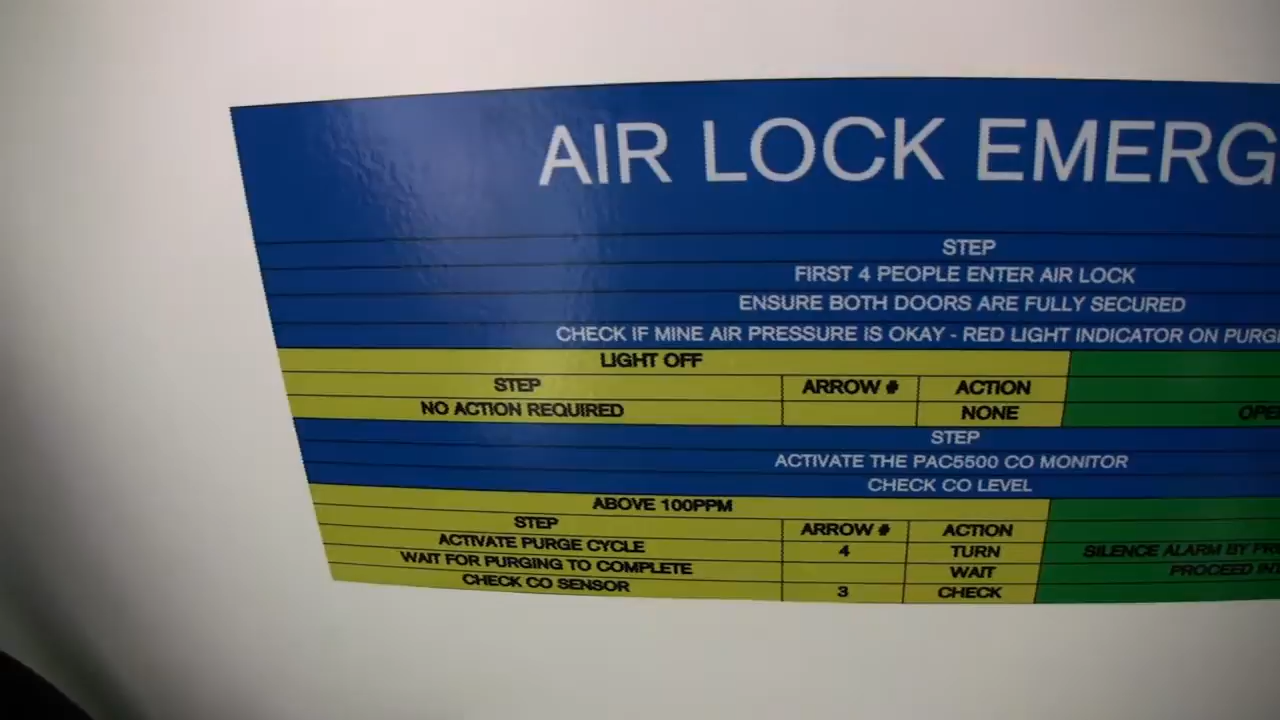 AIR LOCK EMERG
STEP
FIRST 4 PEOPLE ENTER AIR LOCK
ENSURE BOTH DOORS ARE FULLY SECURED
CHECK IF MINE AIR PRESSURE IS OKAY - RED LIGHT INDICATOR ON PURG
LIGHT OFF
STEP ARROW # ACTION
NO ACTION REQUIRED NONE OPE
STEP
ACTIVATE THE PAC5500 CO MONITOR
CHECK CO LEVEL
ABOVE 100PPM
STEP ARROW # ACTION
ACTIVATE PURGE CYCLE 4 TURN SILENCE ALARM BY PR
WAIT FOR PURGING TO COMPLETE WAIT PROCEED INT
CHECK CO SENSOR 3 CHECK